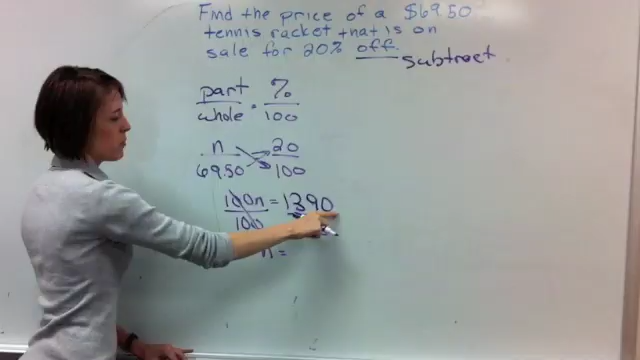 Find the price of a $69.50
tennis racket that is on
sale for 20% off.
subtract
part %
whole = 100
n 20
69.50 100
100n = 1390
100
n =